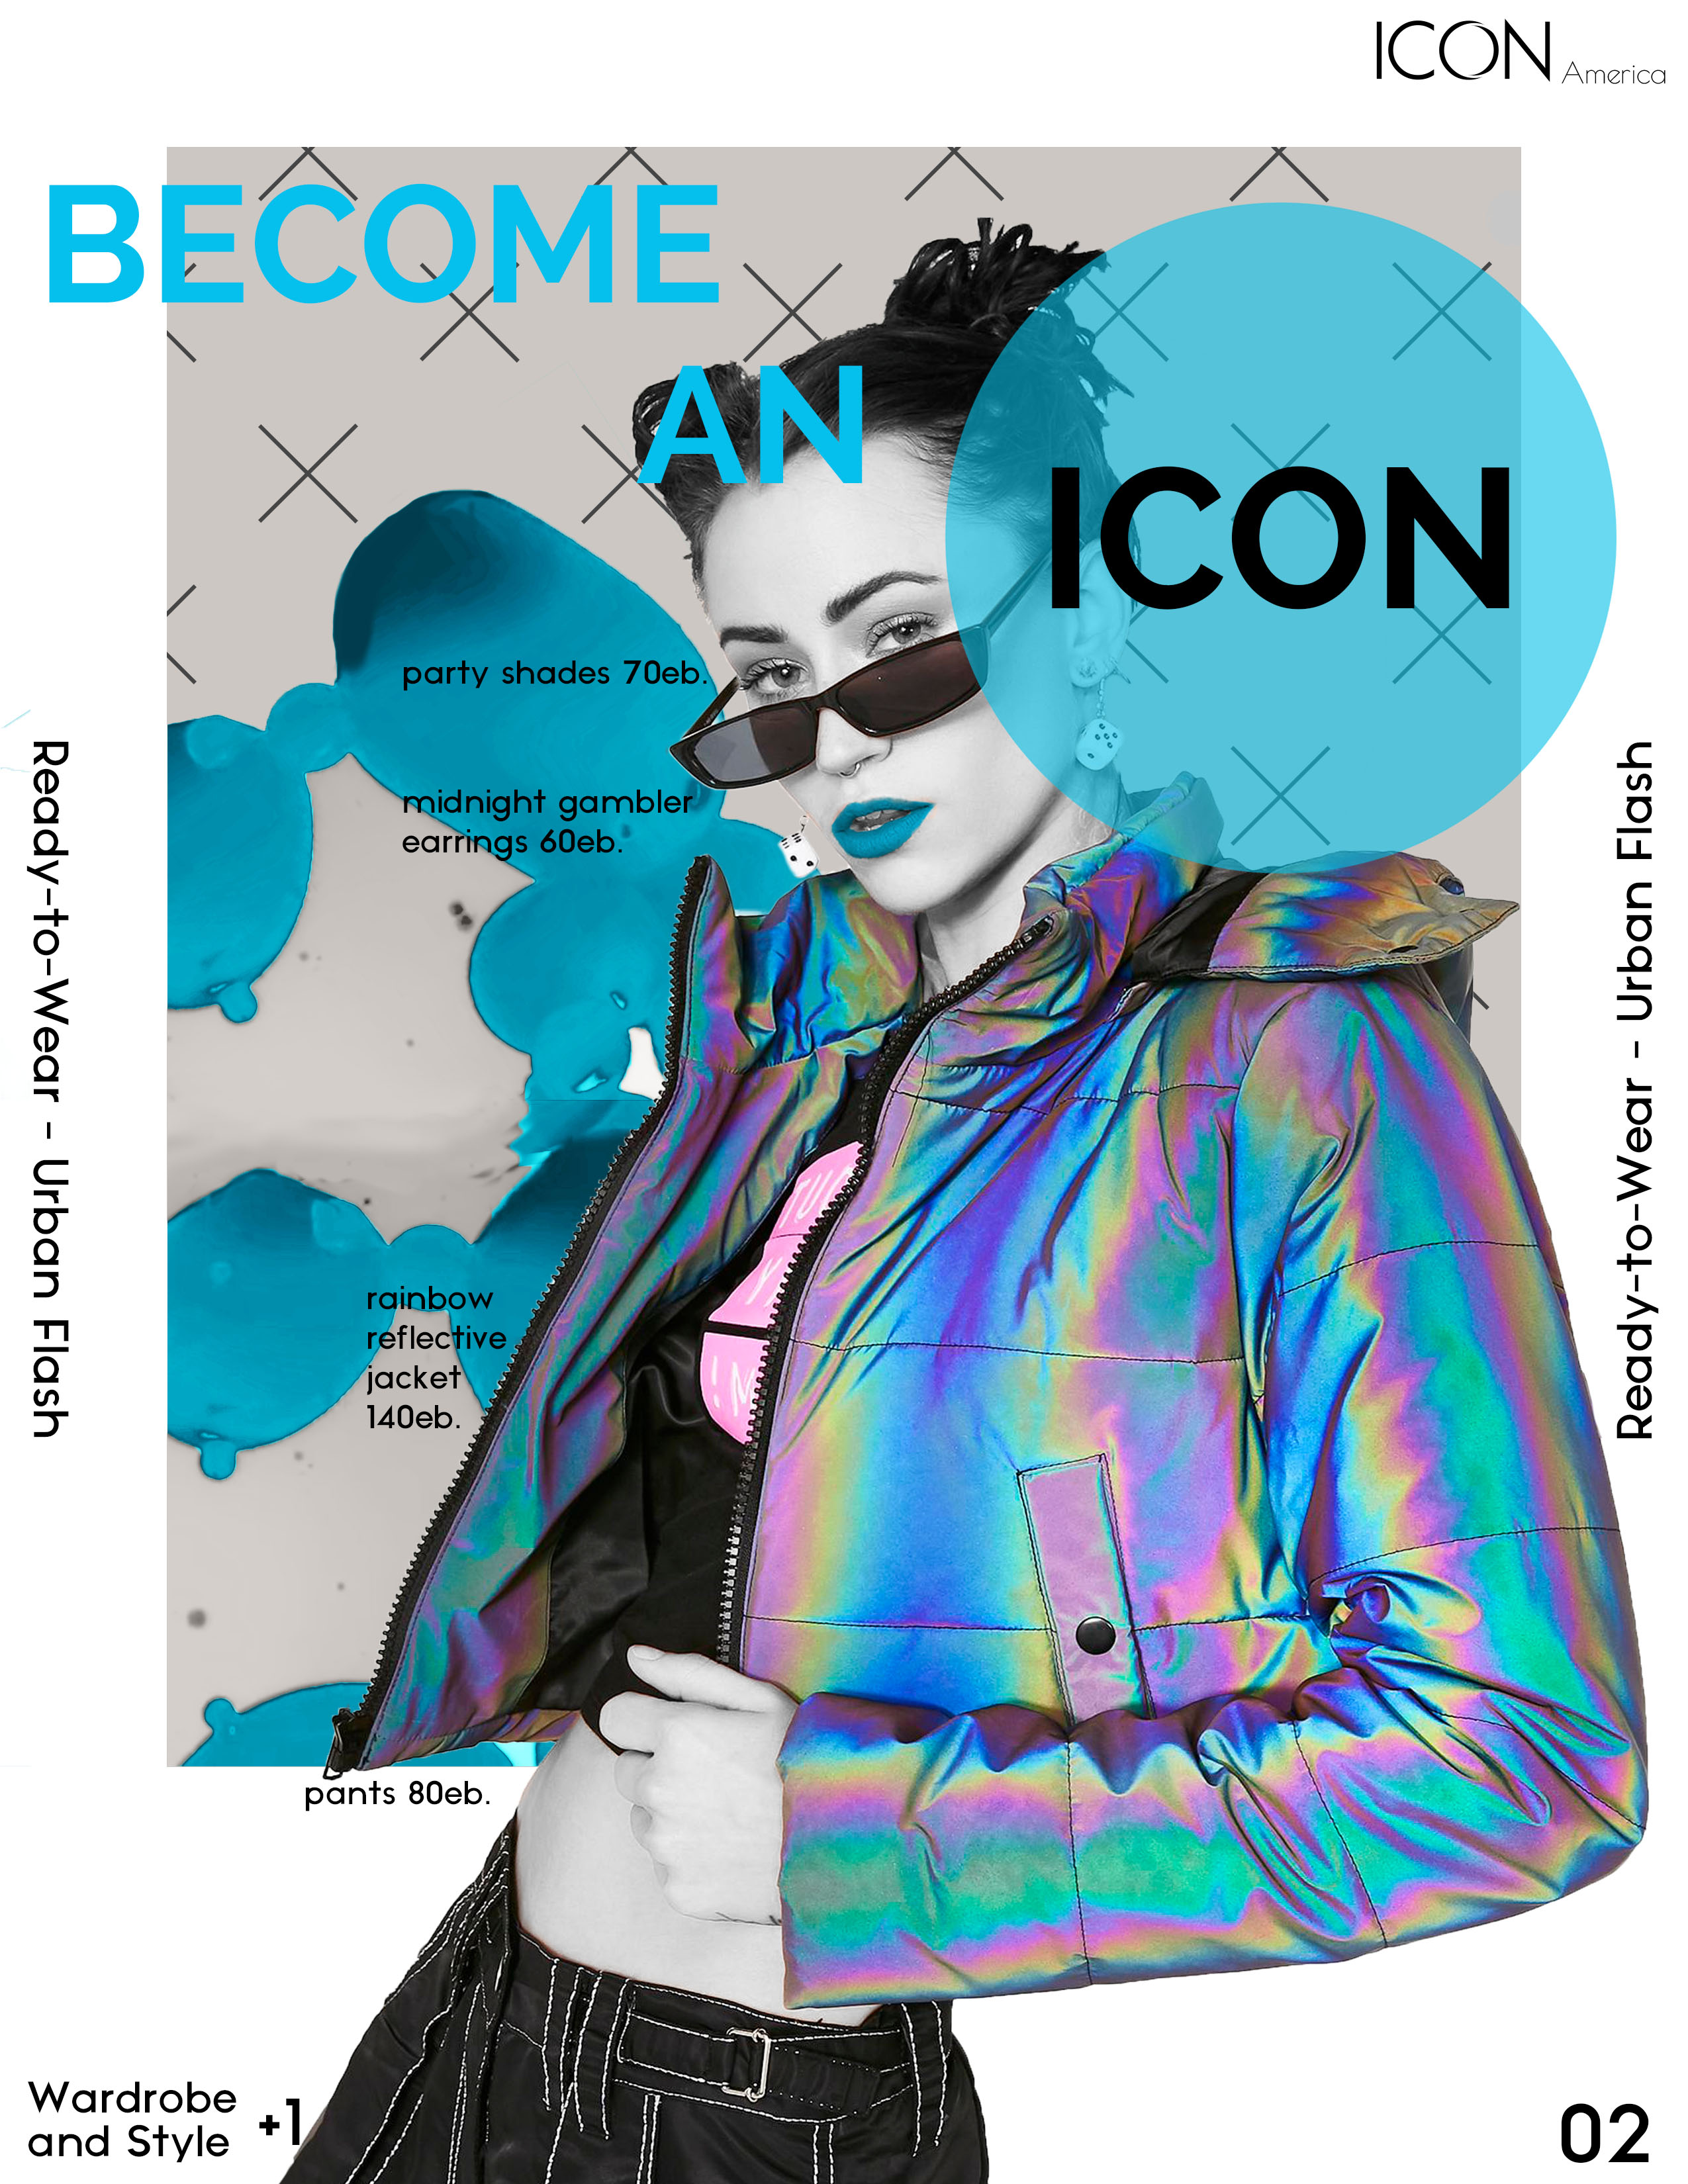 ICON America
BECOME
AN
ICON
party shades 70eb.
midnight gambler
earrings 60eb.
Ready-to-Wear - Urban Flash
Ready-to-Wear - Urban Flash
rainbow
reflective
jacket
140eb.
pants 80eb.
Wardrobe
and Style +1
02